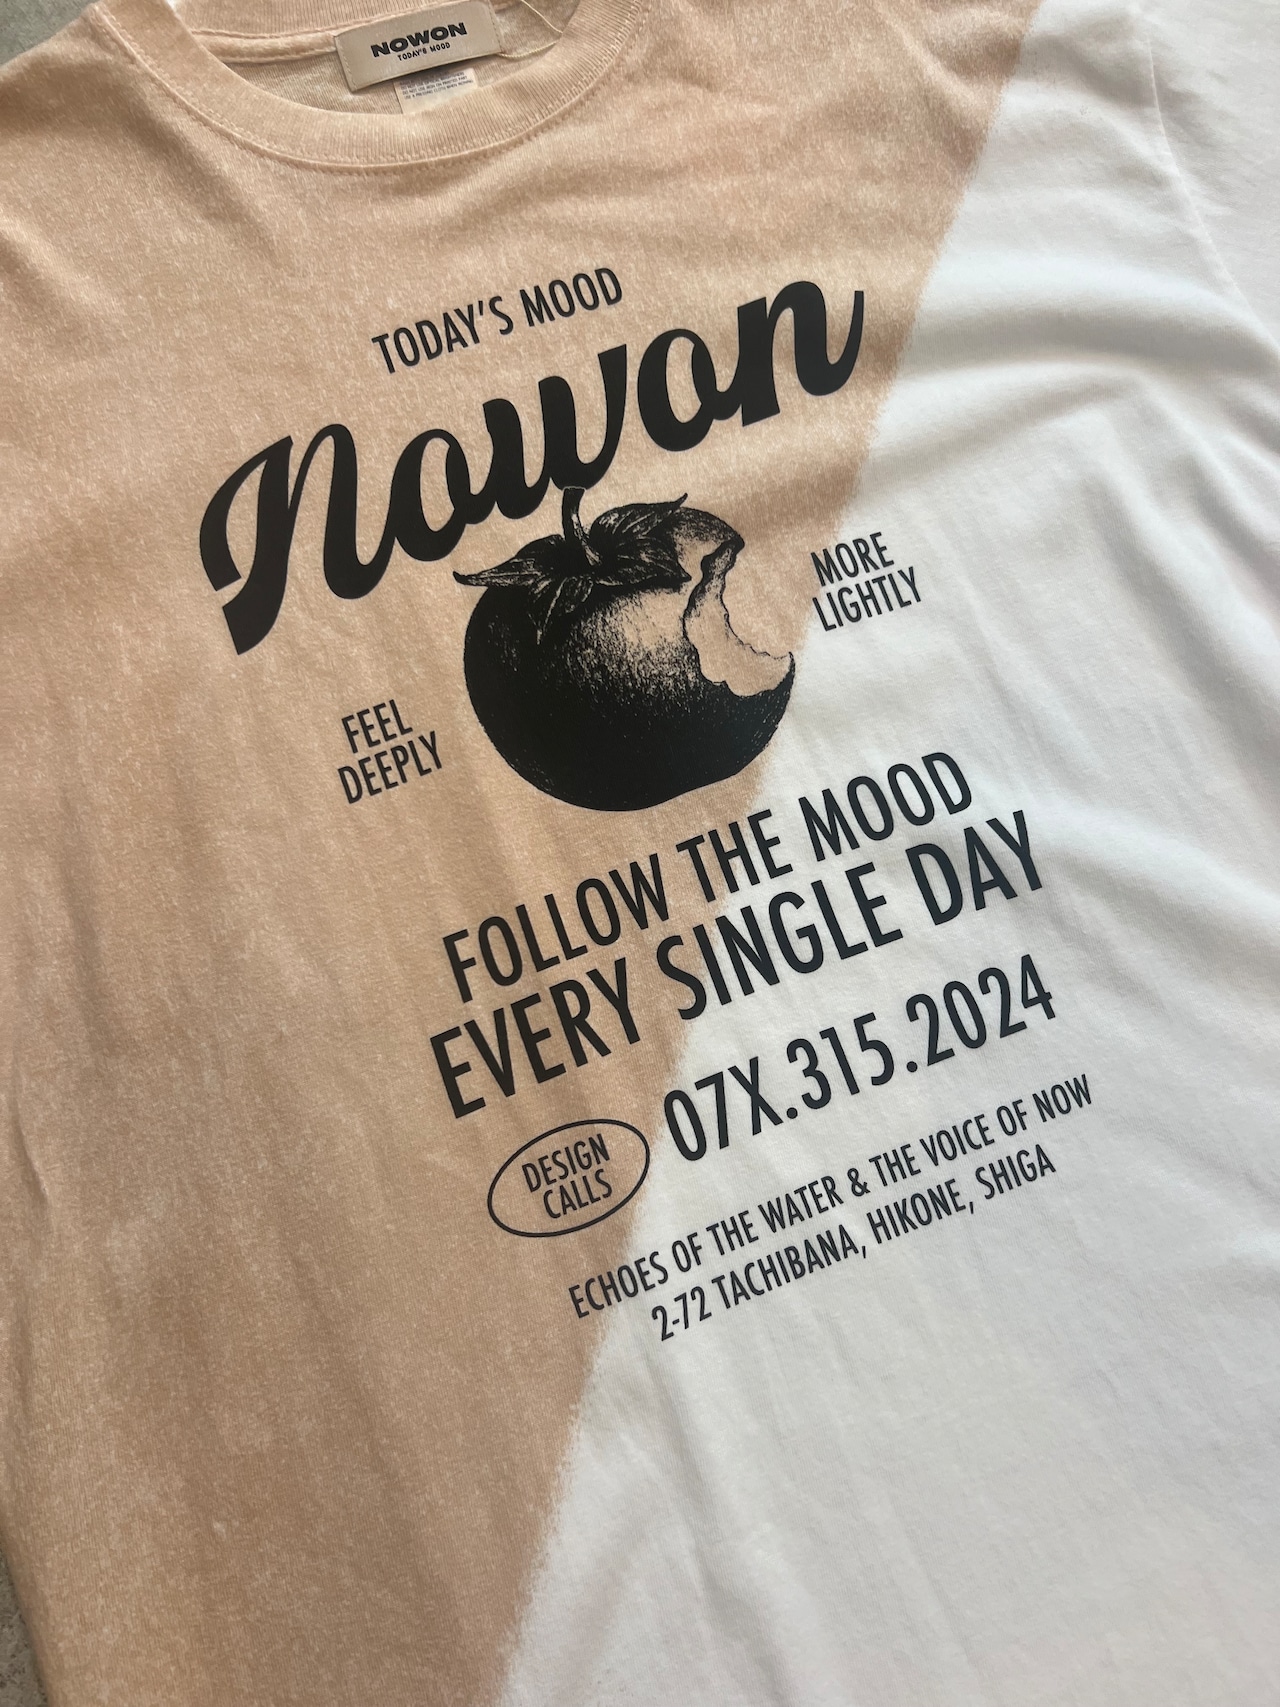 NOWON
TODAY'S MOOD
TODAY'S MOOD
Nowon
MORE
LIGHTLY
FEEL
DEEPLY
FOLLOW THE MOOD
EVERY SINGLE DAY
07X.315.2024
DESIGN
CALLS
ECHOES OF THE WATER & THE VOICE OF NOW
2-72 TACHIBANA, HIKONE, SHIGA